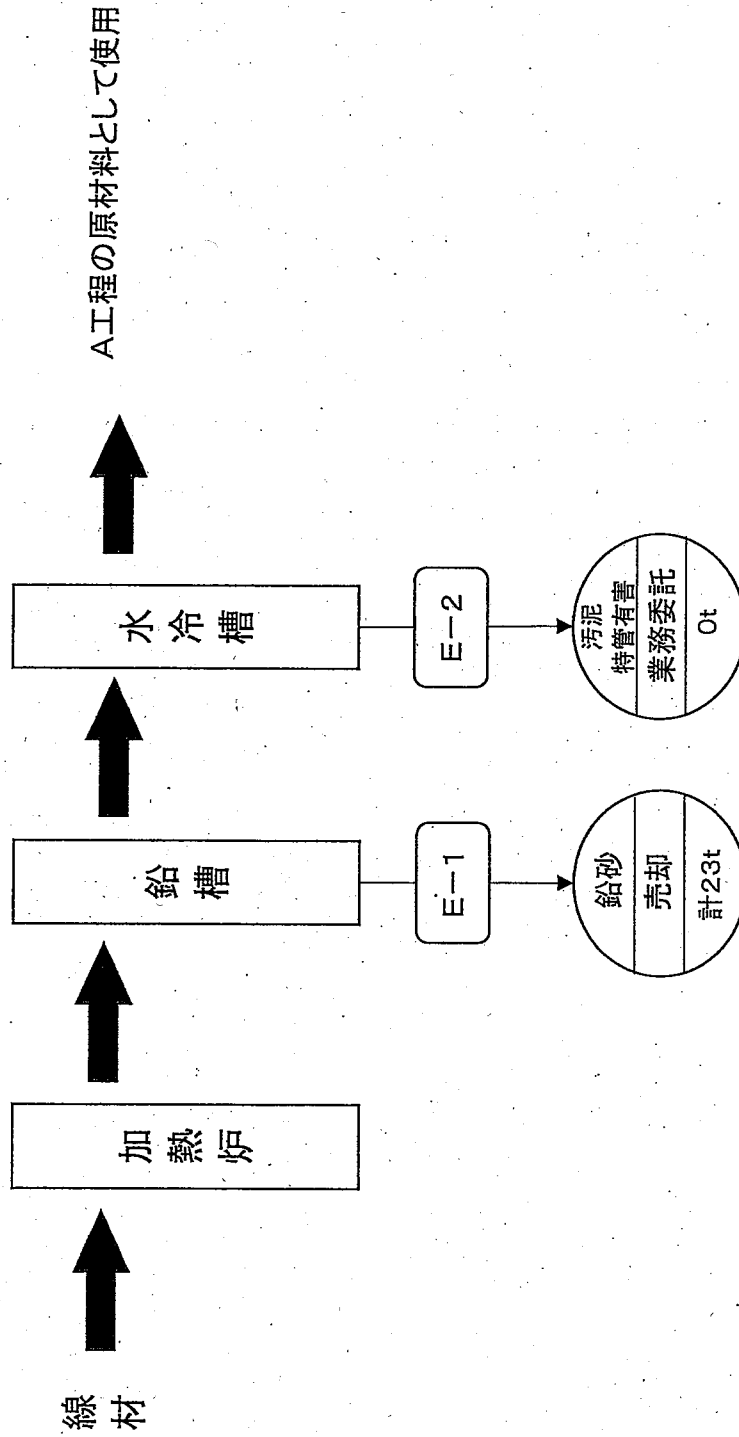 線材
加熱炉
鉛槽
水冷槽
A工程の原材料として使用
E－1
E－2
鉛砂
売却
計23t
汚泥
特管有害
業務委託
0t